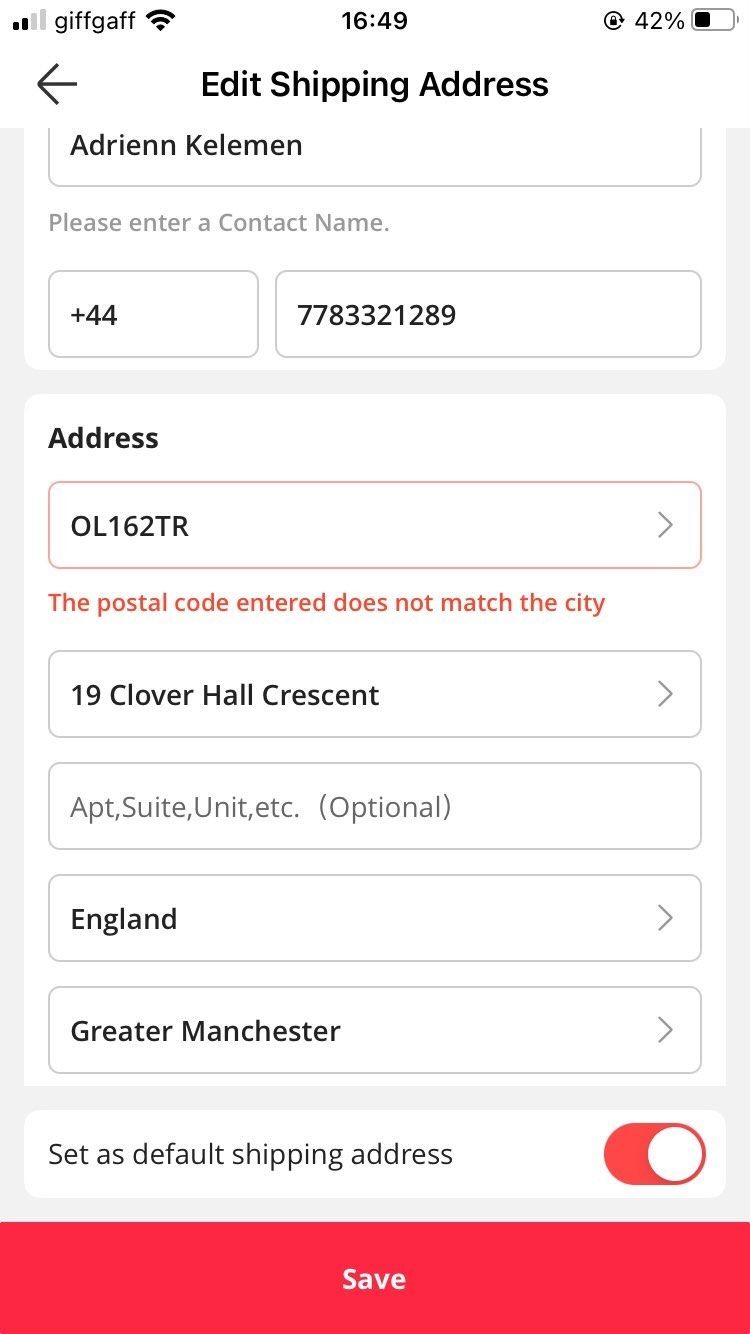 giffgaff 16:49 42%
Edit Shipping Address
Adrienn Kelemen
Please enter a Contact Name.
+44 7783321289
Address
OL162TR
The postal code entered does not match the city
19 Clover Hall Crescent
Apt,Suite,Unit,etc. (Optional)
England
Greater Manchester
Set as default shipping address
Save